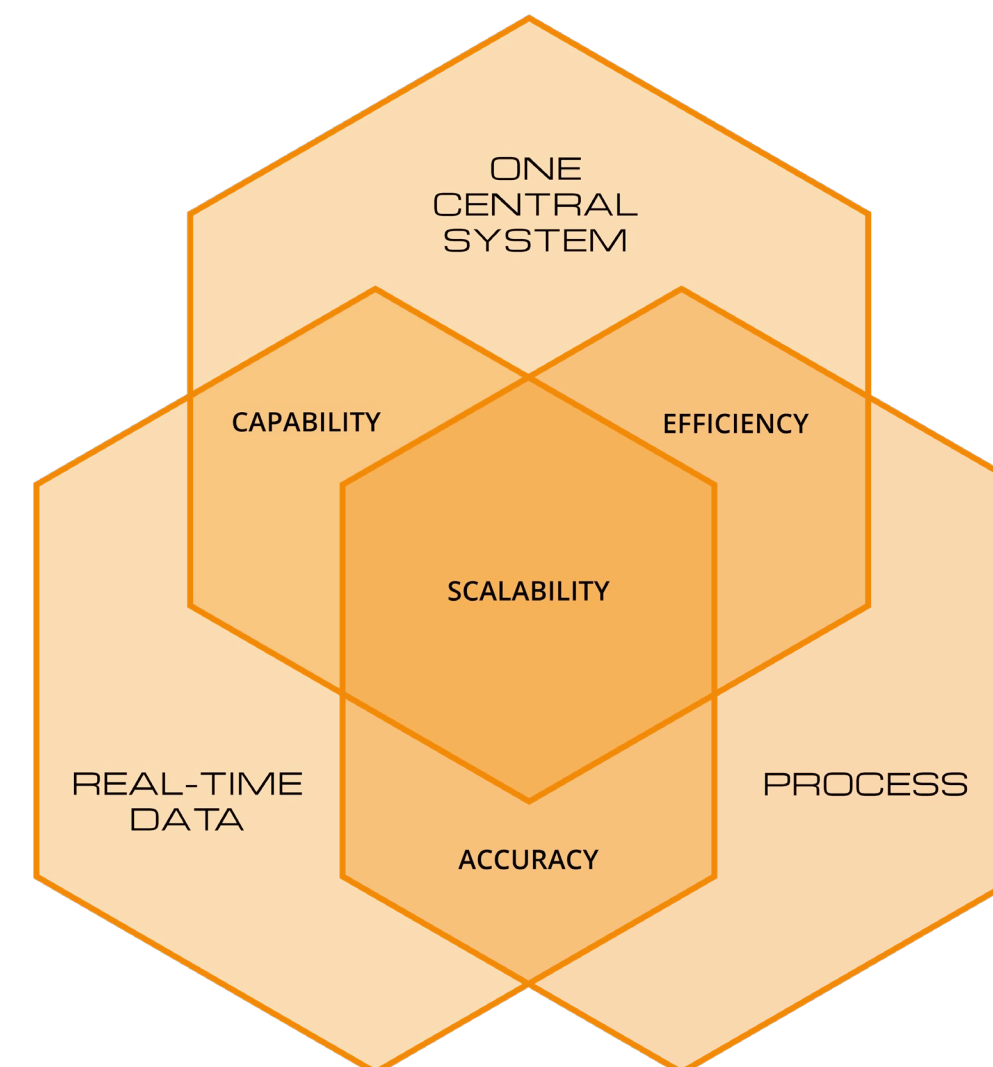 ONE
CENTRAL
SYSTEM
CAPABILITY
EFFICIENCY
SCALABILITY
REAL-TIME
DATA
PROCESS
ACCURACY